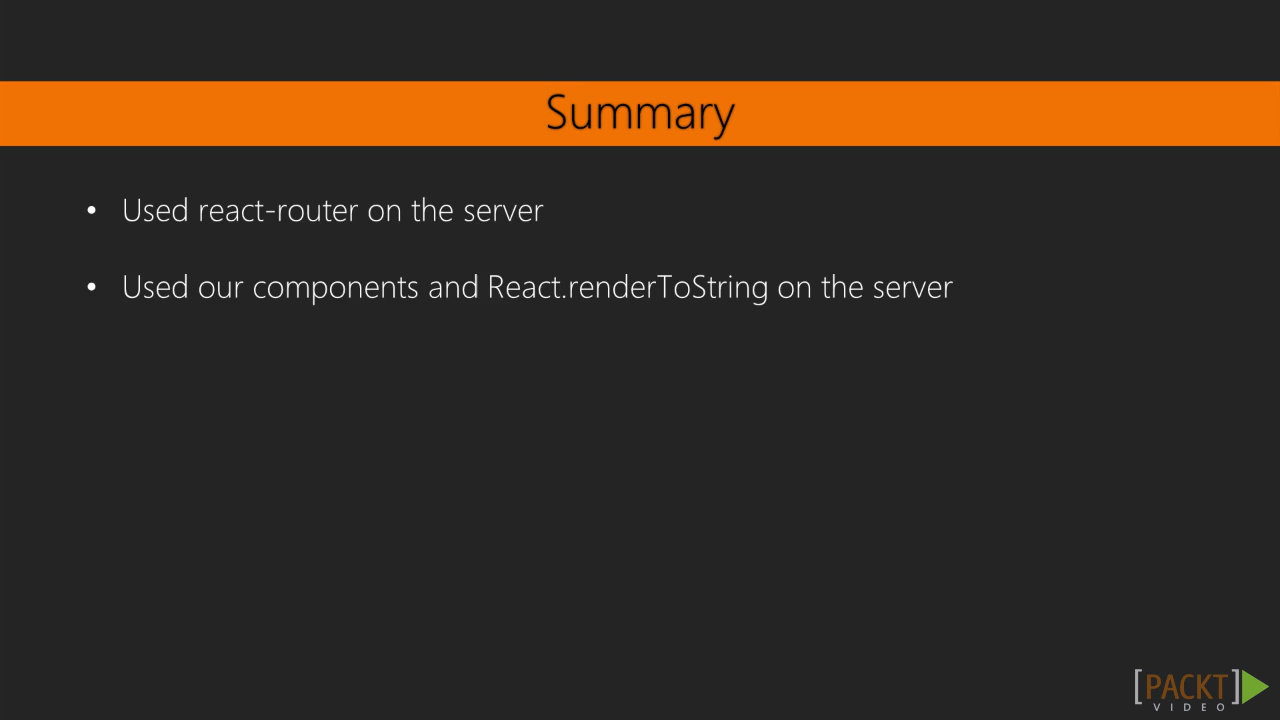 Summary
• Used react-router on the server
• Used our components and React.renderToString on the server
[PACKT]
VIDEO